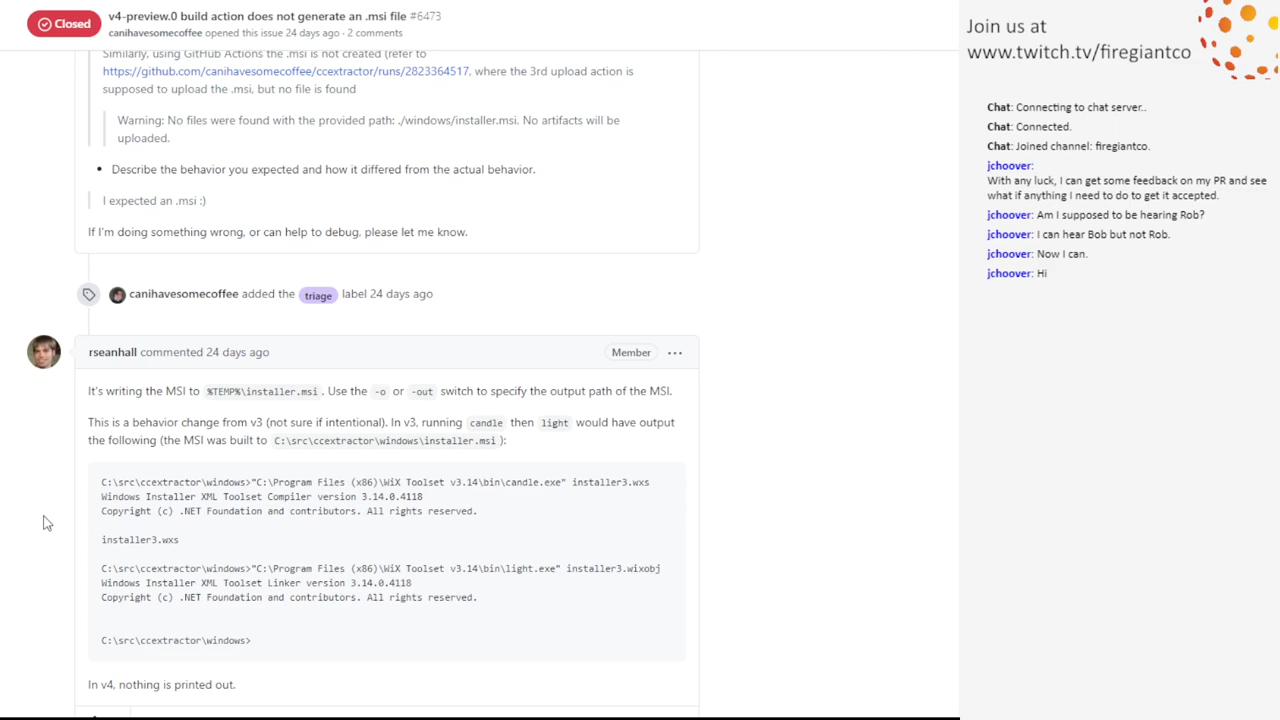 Closed
v4-preview.0 build action does not generate an .msi file #6473
canihavesomecoffee opened this issue 24 days ago · 2 comments
Similarly, using GitHub Actions the .msi is not created (refer to
https://github.com/canihavesomecoffee/ccextractor/runs/2823364517, where the 3rd upload action is
supposed to upload the .msi, but no file is found
Warning: No files were found with the provided path: ./windows/installer.msi. No artifacts will be
uploaded.
• Describe the behavior you expected and how it differed from the actual behavior.
I expected an .msi :)
If I'm doing something wrong, or can help to debug, please let me know.
canihavesomecoffee added the triage label 24 days ago
rseanhall commented 24 days ago
Member ···
It's writing the MSI to %TEMP%\installer.msi . Use the -o or -out switch to specify the output path of the MSI.
This is a behavior change from v3 (not sure if intentional). In v3, running candle then light would have output
the following (the MSI was built to C:\src\ccextractor\windows\installer.msi ):
C:\src\ccextractor\windows>"C:\Program Files (x86)\WiX Toolset v3.14\bin\candle.exe" installer3.wxs
Windows Installer XML Toolset Compiler version 3.14.0.4118
Copyright (c) .NET Foundation and contributors. All rights reserved.
installer3.wxs
C:\src\ccextractor\windows>"C:\Program Files (x86)\WiX Toolset v3.14\bin\light.exe" installer3.wixobj
Windows Installer XML Toolset Linker version 3.14.0.4118
Copyright (c) .NET Foundation and contributors. All rights reserved.
C:\src\ccextractor\windows>
In v4, nothing is printed out.
Join us at
www.twitch.tv/firegiantco
Chat: Connecting to chat server..
Chat: Connected.
Chat: Joined channel: firegiantco.
jchoover:
With any luck, I can get some feedback on my PR and see
what if anything I need to do to get it accepted.
jchoover: Am I supposed to be hearing Rob?
jchoover: I can hear Bob but not Rob.
jchoover: Now I can.
jchoover: Hi